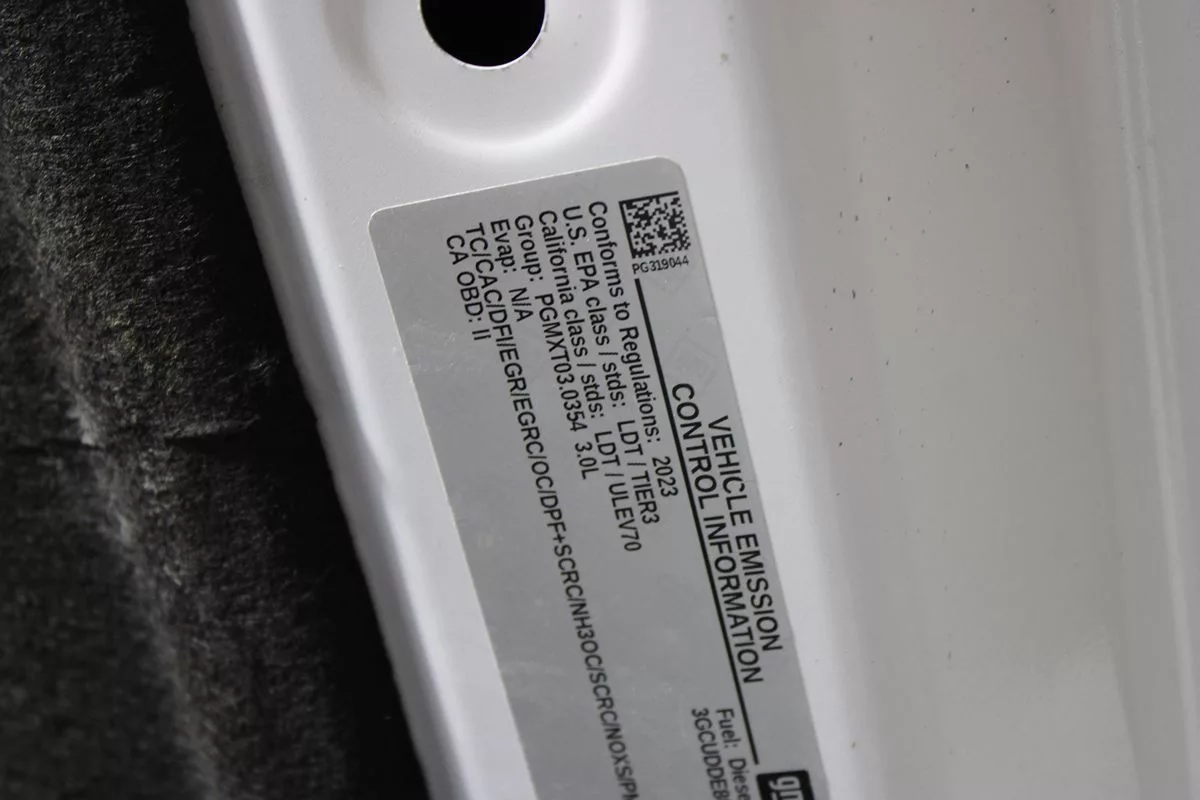 PG319044
VEHICLE EMISSION
CONTROL INFORMATION
Fuel: Diese
3GCUDDE8
gm
Conforms to Regulations: 2023
U.S. EPA class / stds: LDT / TIER3
California class / stds: LDT / ULEV70
Group: PGMXT03.0354 3.0L
Evap: N/A
TC/CAC/DFI/EGR/EGRC/OC/DPF+SCRC/NH3OC/SCRC/NOXS/PM
CA OBD: II